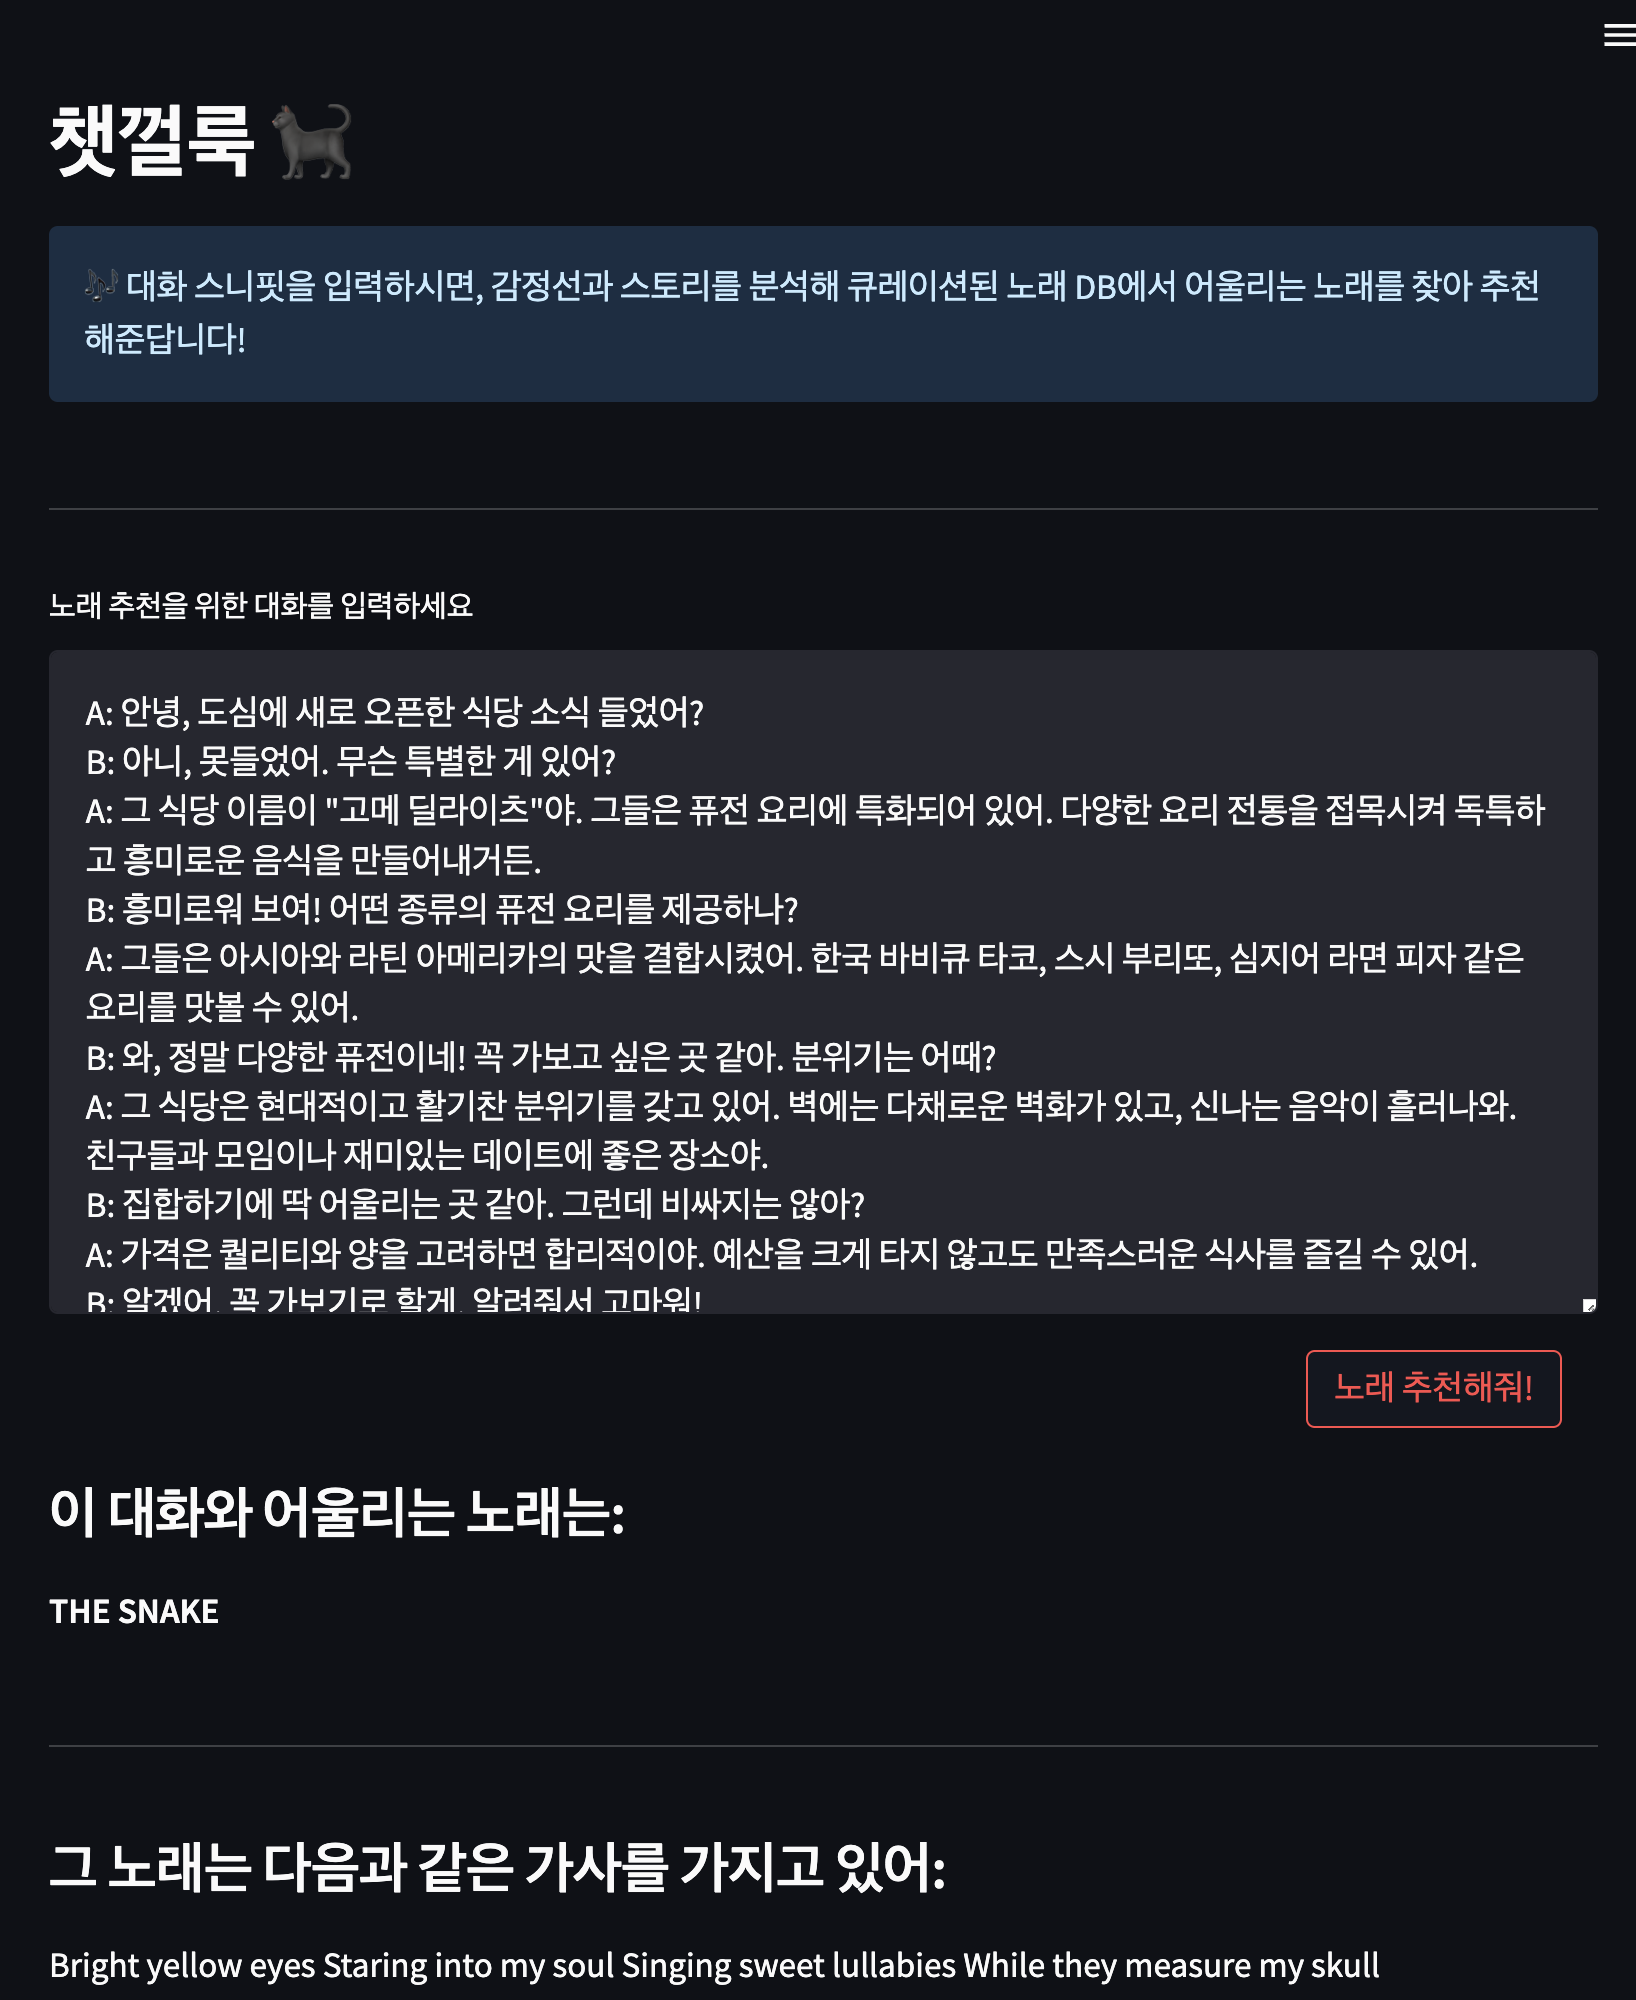 챗껄룩
대화 스니핏을 입력하시면, 감정선과 스토리를 분석해 큐레이션된 노래 DB에서 어울리는 노래를 찾아 추천
해준답니다!
노래 추천을 위한 대화를 입력하세요
A: 안녕, 도심에 새로 오픈한 식당 소식 들었어?
B: 아니, 못들었어. 무슨 특별한 게 있어?
A: 그 식당 이름이 "고메 딜라이츠"야. 그들은 퓨전 요리에 특화되어 있어. 다양한 요리 전통을 접목시켜 독특하
고 흥미로운 음식을 만들어내거든.
B: 흥미로워 보여! 어떤 종류의 퓨전 요리를 제공하나?
A: 그들은 아시아와 라틴 아메리카의 맛을 결합시켰어. 한국 바비큐 타코, 스시 부리또, 심지어 라면 피자 같은
요리를 맛볼 수 있어.
B: 와, 정말 다양한 퓨전이네! 꼭 가보고 싶은 곳 같아. 분위기는 어때?
A: 그 식당은 현대적이고 활기찬 분위기를 갖고 있어. 벽에는 다채로운 벽화가 있고, 신나는 음악이 흘러나와.
친구들과 모임이나 재미있는 데이트에 좋은 장소야.
B: 집합하기에 딱 어울리는 곳 같아. 그런데 비싸지는 않아?
A: 가격은 퀄리티와 양을 고려하면 합리적이야. 예산을 크게 타지 않고도 만족스러운 식사를 즐길 수 있어.
B: 알겠어. 꼭 가보기로 할게. 알려줘서 고마워!
노래 추천해줘!
이 대화와 어울리는 노래는:
THE SNAKE
그 노래는 다음과 같은 가사를 가지고 있어:
Bright yellow eyes Staring into my soul Singing sweet lullabies While they measure my skull